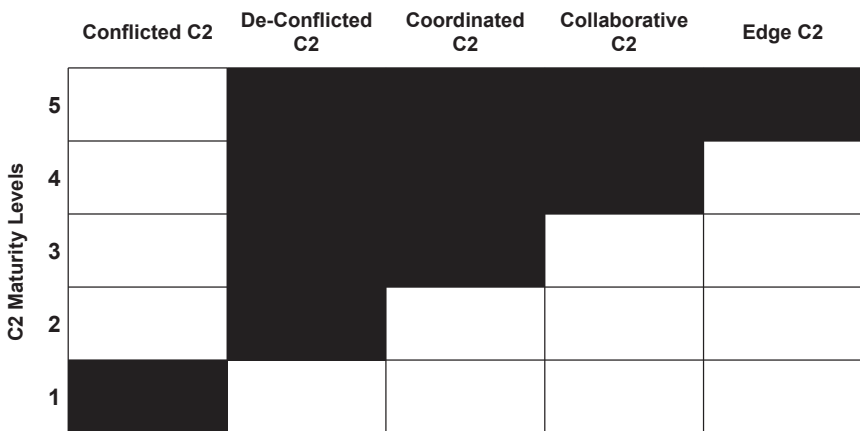 Conflicted C2
De-Conflicted
C2
Coordinated
C2
Collaborative
C2
Edge C2
C2 Maturity Levels
5
4
3
2
1